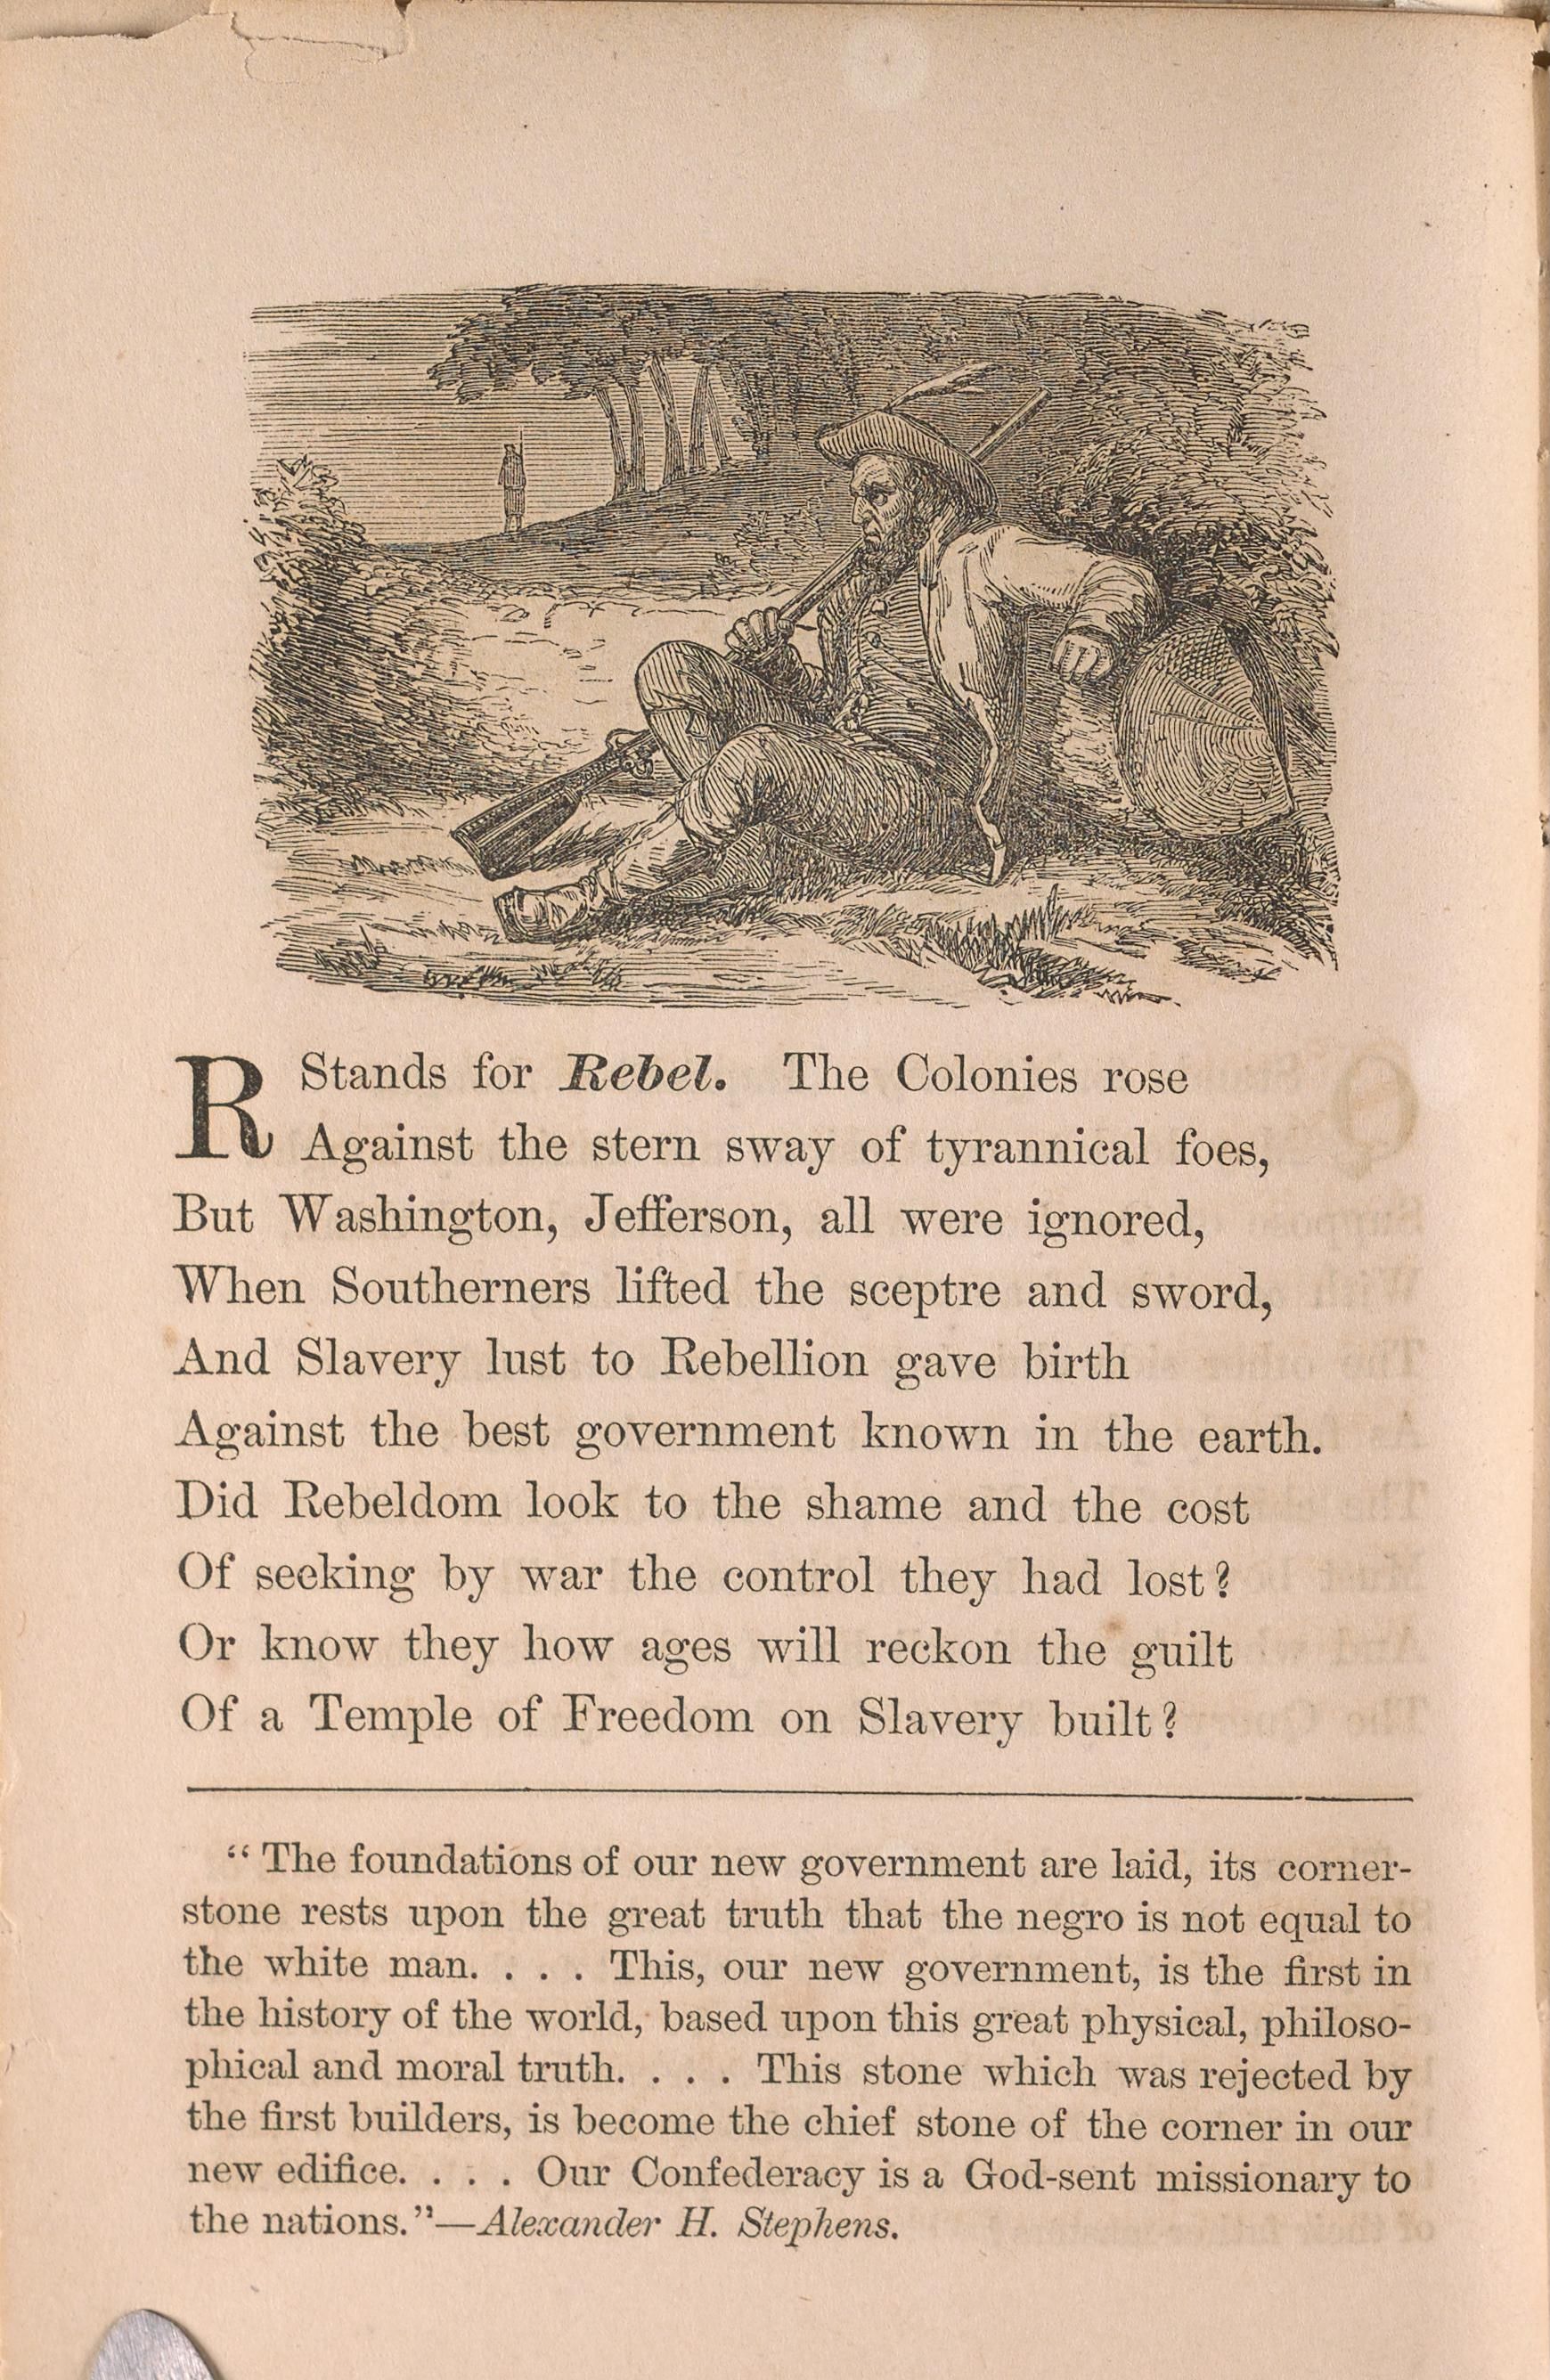 R Stands for Rebel. The Colonies rose
Against the stern sway of tyrannical foes,
But Washington, Jefferson, all were ignored,
When Southerners lifted the sceptre and sword,
And Slavery lust to Rebellion gave birth
Against the best government known in the earth.
Did Rebeldom look to the shame and the cost
Of seeking by war the control they had lost?
Or know they how ages will reckon the guilt
Of a Temple of Freedom on Slavery built?
“The foundations of our new government are laid, its corner-
stone rests upon the great truth that the negro is not equal to
the white man. . . . This, our new government, is the first in
the history of the world, based upon this great physical, philoso-
phical and moral truth. . . . This stone which was rejected by
the first builders, is become the chief stone of the corner in our
new edifice. . . . Our Confederacy is a God-sent missionary to
the nations.”—Alexander H. Stephens.